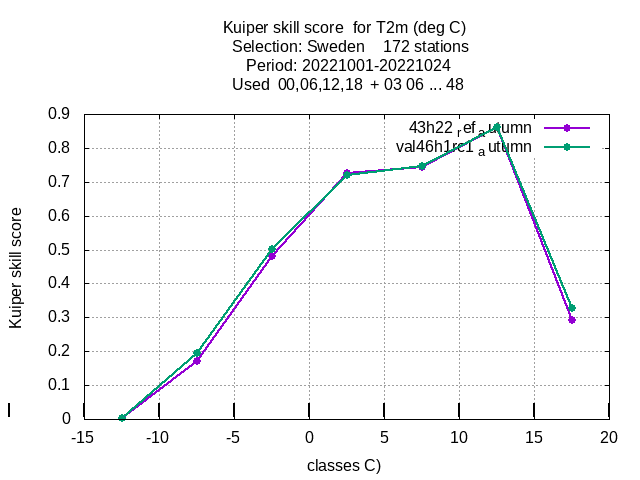 Kuiper skill score  for T2m (deg C)
Selection: Sweden    172 stations
Period: 20221001-20221024
Used  00,06,12,18  + 03 06 ... 48
0.9
0.8
0.7
0.6
0.5
0.4
0.3
0.2
0.1
0
Kuiper skill score
43h22 ref autumn
val46h1rc1 autumn
-15 -10 -5 0 5 10 15 20
classes C)